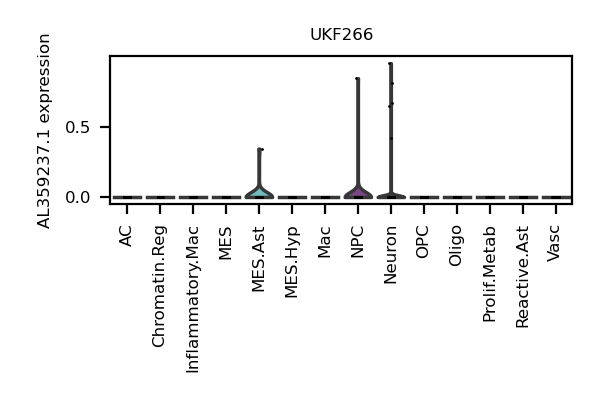 UKF266
AL359237.1 expression
0.5
0.0
AC
Chromatin.Reg
Inflammatory.Mac
MES
MES.Ast
MES.Hyp
Mac
NPC
Neuron
OPC
Oligo
Prolif.Metab
Reactive.Ast
Vasc